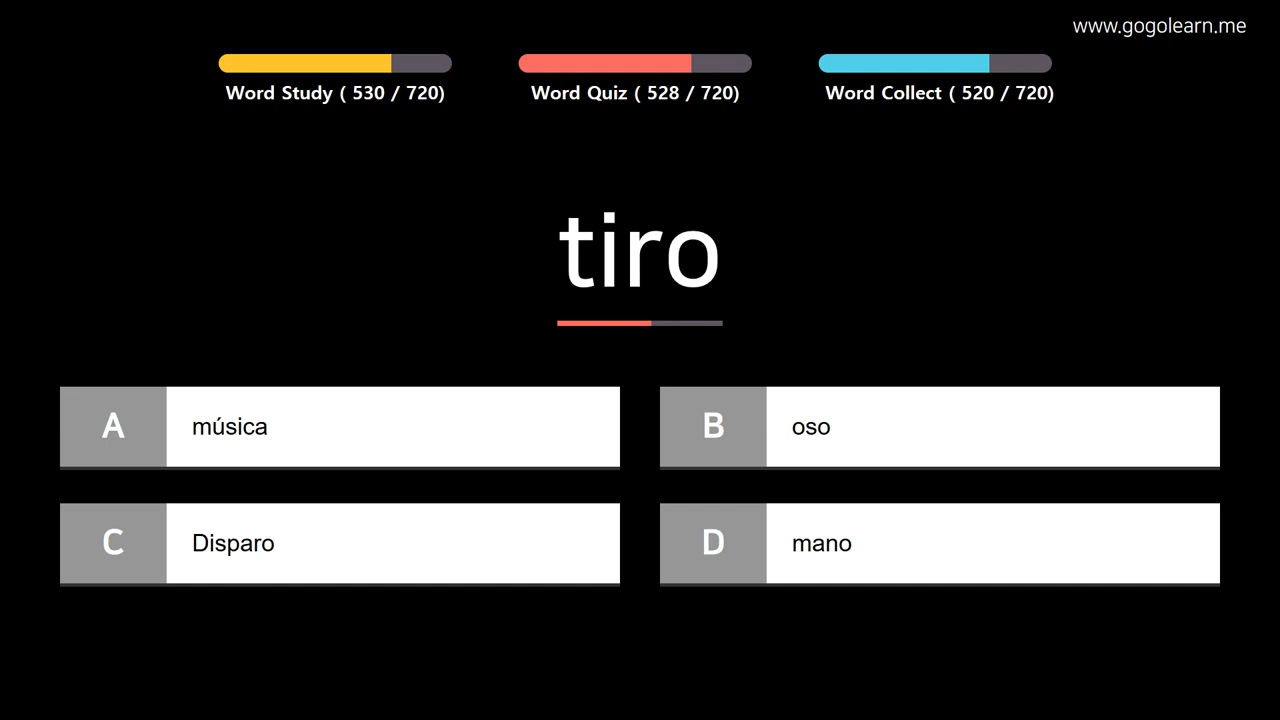 www.gogolearn.me
Word Study ( 530 / 720)
Word Quiz ( 528 / 720)
Word Collect ( 520 / 720)
tiro
A música
B oso
C Disparo
D mano